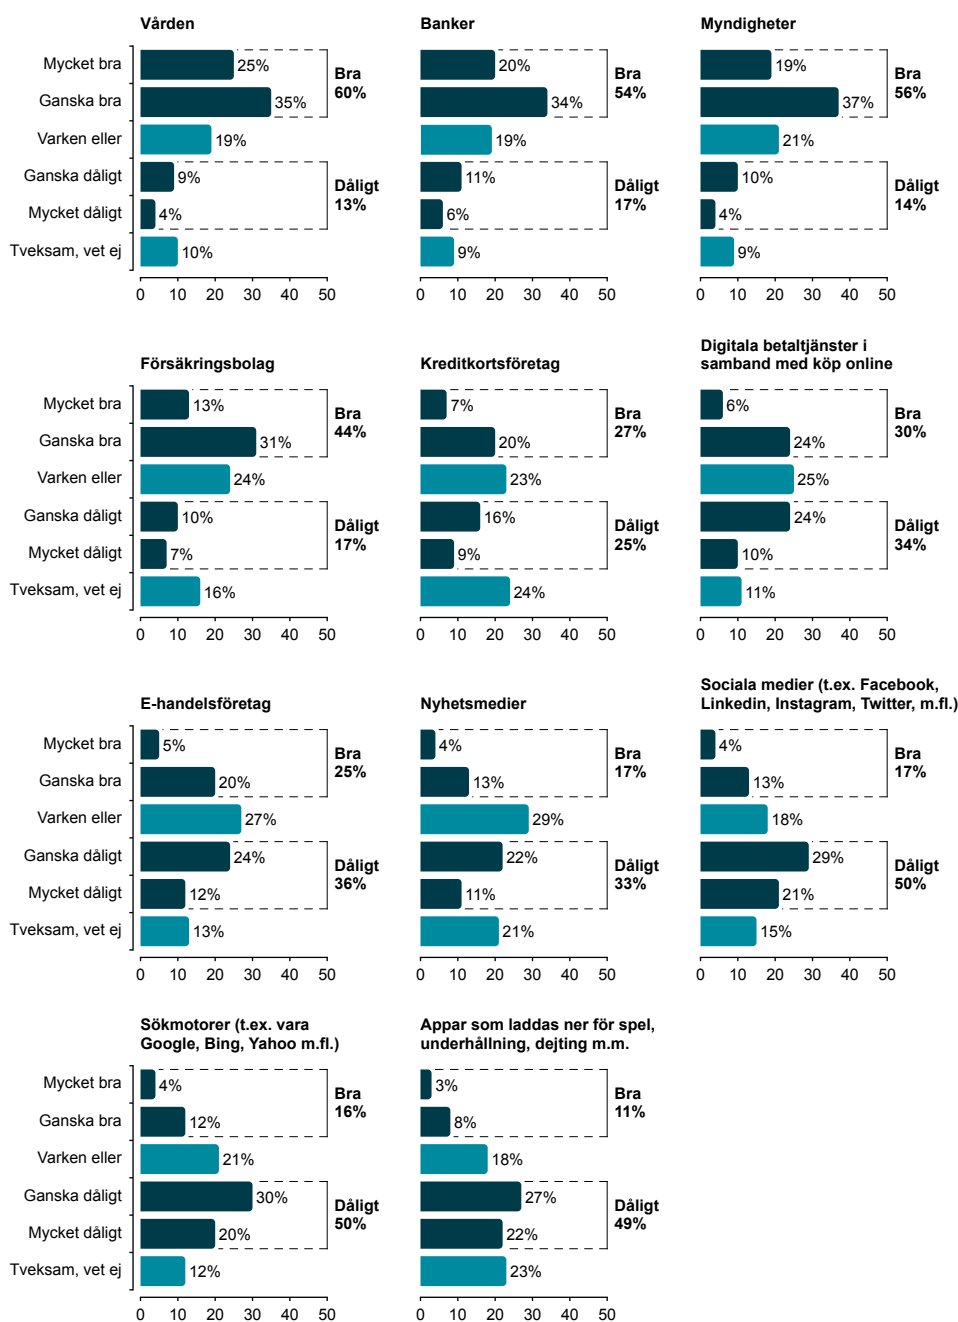 Vården
Mycket bra
25%
Ganska bra
35%
Bra
60%
Varken eller
19%
Ganska dåligt
9%
Mycket dåligt
4%
Dåligt
13%
Tveksam, vet ej
10%
0 10 20 30 40 50
Banker
20%
34%
Bra
54%
19%
11%
6%
Dåligt
17%
9%
0 10 20 30 40 50
Myndigheter
19%
37%
Bra
56%
21%
10%
4%
Dåligt
14%
9%
0 10 20 30 40 50
Försäkringsbolag
Mycket bra
13%
Ganska bra
31%
Bra
44%
Varken eller
24%
Ganska dåligt
10%
Mycket dåligt
7%
Dåligt
17%
Tveksam, vet ej
16%
0 10 20 30 40 50
Kreditkortsföretag
7%
20%
Bra
27%
23%
16%
9%
Dåligt
25%
24%
0 10 20 30 40 50
Digitala betaltjänster i
samband med köp online
6%
24%
Bra
30%
25%
24%
10%
Dåligt
34%
11%
0 10 20 30 40 50
E-handelsföretag
Mycket bra
5%
Ganska bra
20%
Bra
25%
Varken eller
27%
Ganska dåligt
24%
Mycket dåligt
12%
Dåligt
36%
Tveksam, vet ej
13%
0 10 20 30 40 50
Nyhetsmedier
4%
13%
Bra
17%
29%
22%
11%
Dåligt
33%
21%
0 10 20 30 40 50
Sociala medier (t.ex. Facebook,
Linkedin, Instagram, Twitter, m.fl.)
4%
13%
Bra
17%
18%
29%
21%
Dåligt
50%
15%
0 10 20 30 40 50
Sökmotorer (t.ex. vara
Google, Bing, Yahoo m.fl.)
Mycket bra
4%
Ganska bra
12%
Bra
16%
Varken eller
21%
Ganska dåligt
30%
Mycket dåligt
20%
Dåligt
50%
Tveksam, vet ej
12%
0 10 20 30 40 50
Appar som laddas ner för spel,
underhållning, dejting m.m.
3%
8%
Bra
11%
18%
27%
22%
Dåligt
49%
23%
0 10 20 30 40 50